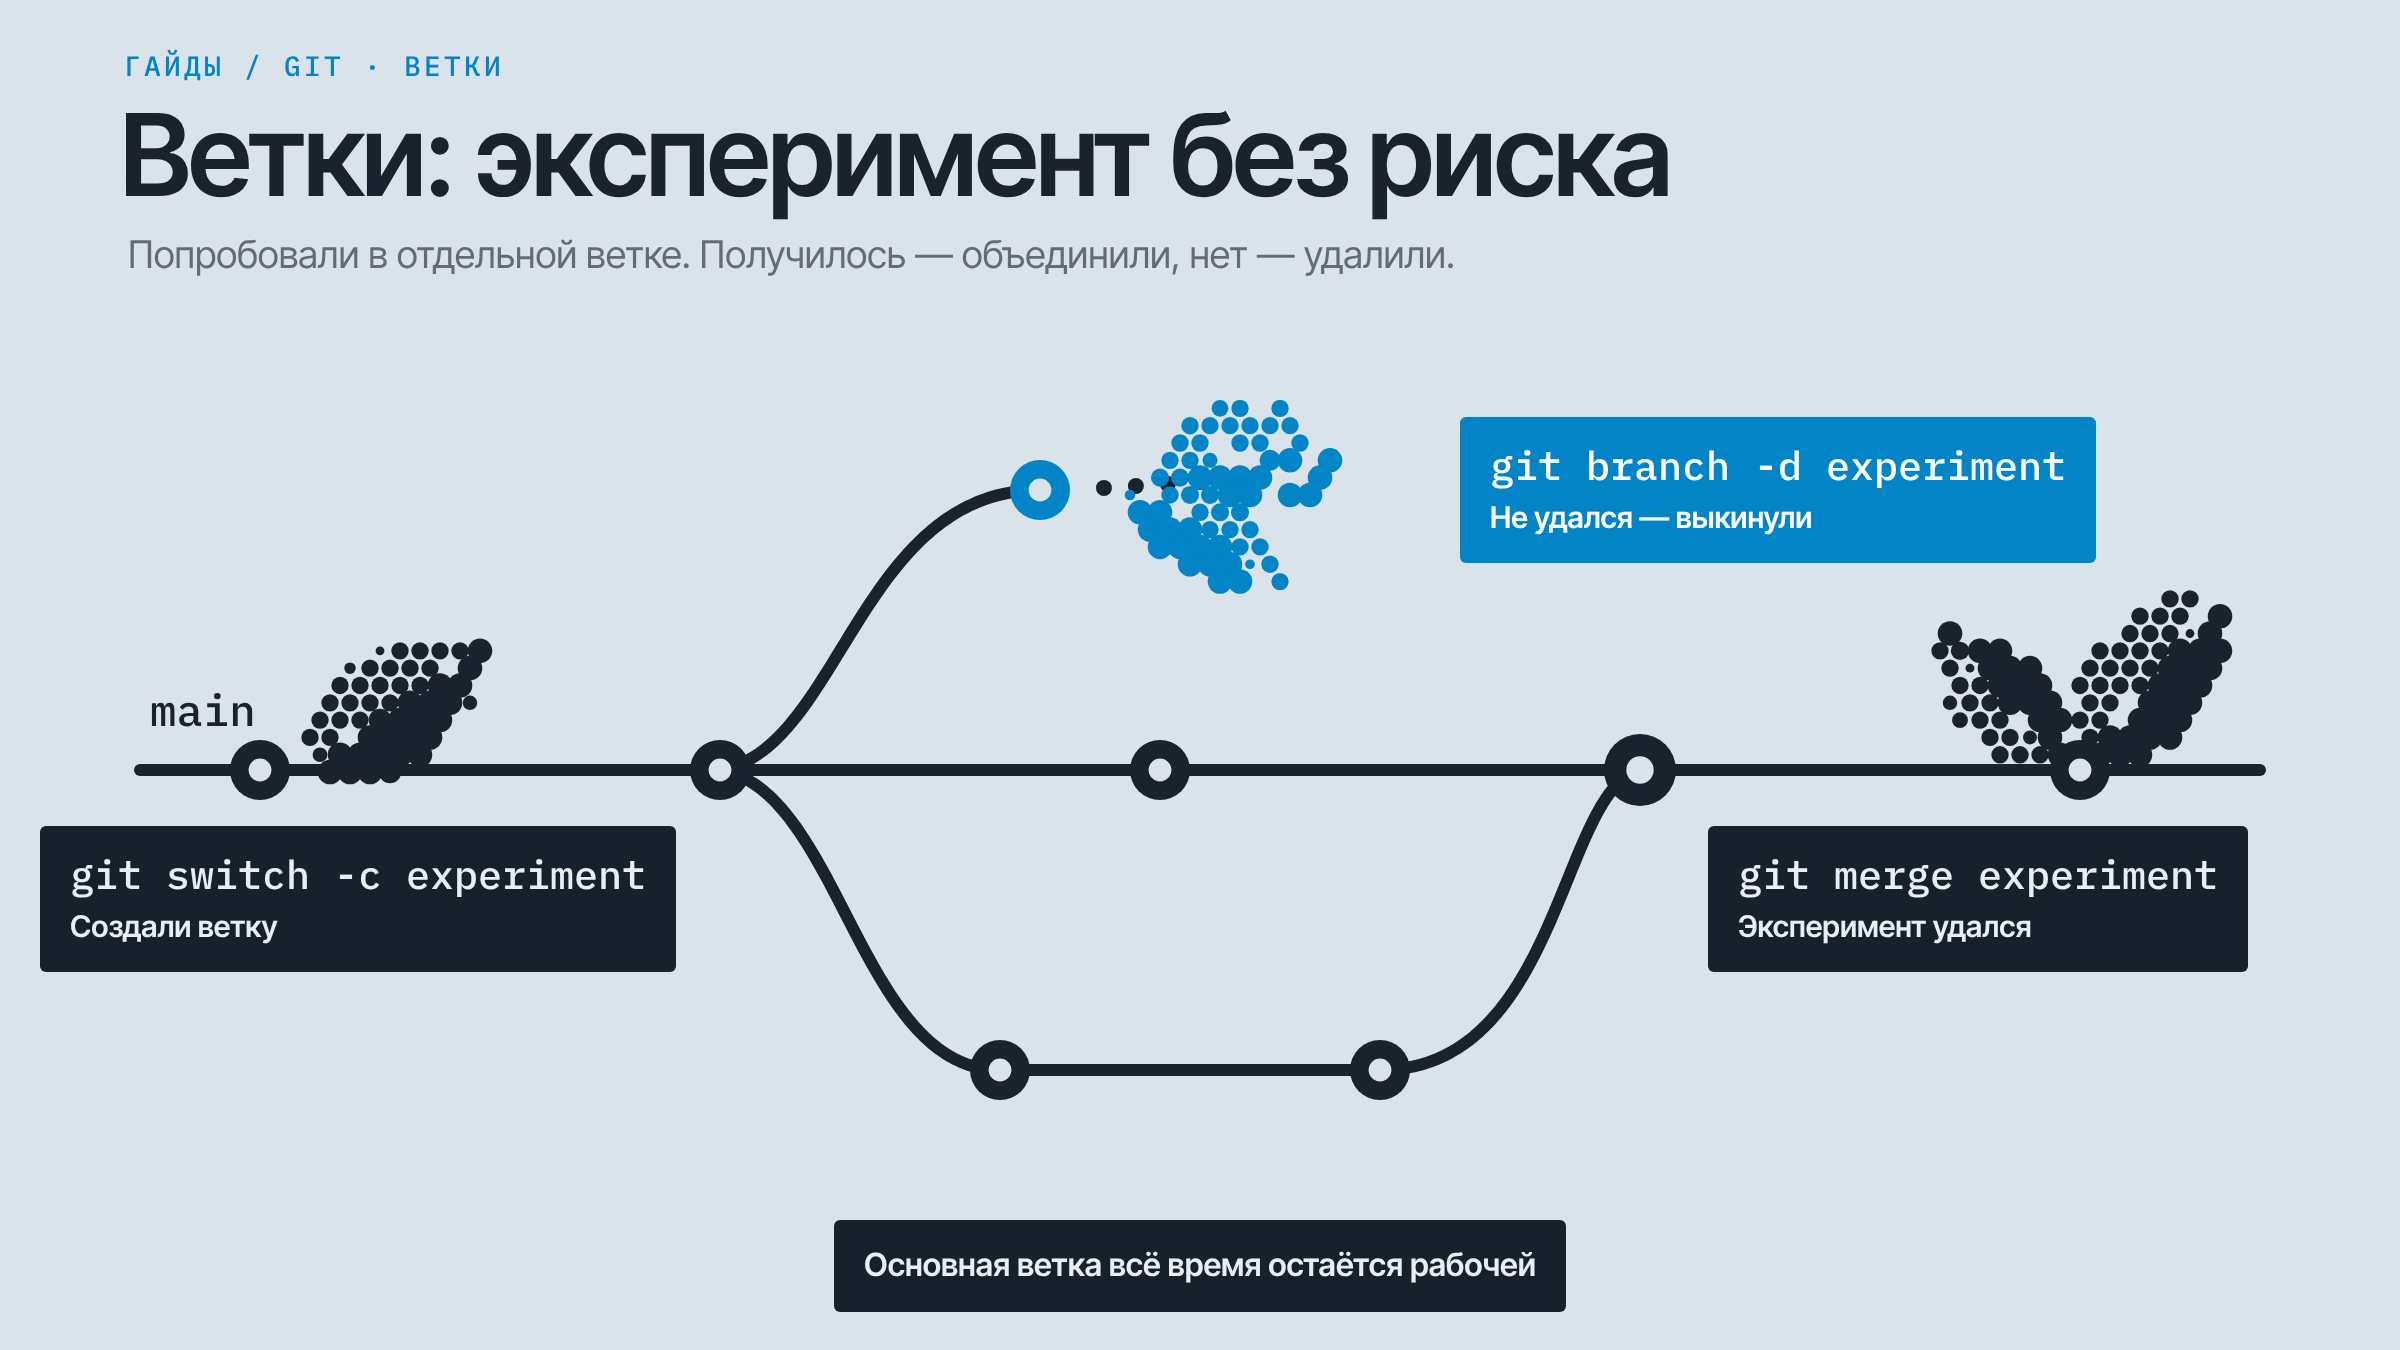 ГАЙДЫ / GIT · ВЕТКИ
Ветки: эксперимент без риска
Попробовали в отдельной ветке. Получилось — объединили, нет — удалили.
git branch -d experiment
Не удался — выкинули
main
git switch -c experiment
Создали ветку
git merge experiment
Эксперимент удался
Основная ветка всё время остаётся рабочей